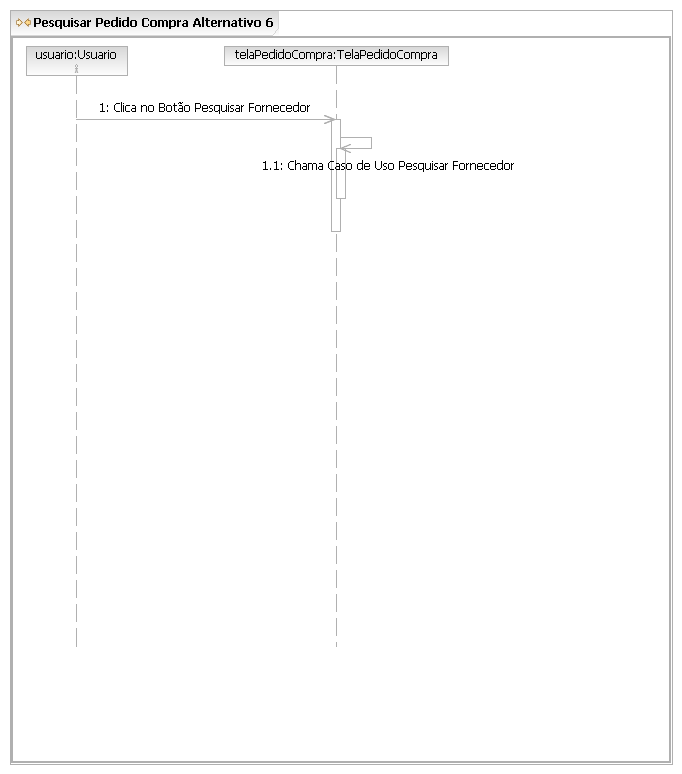 Pesquisar Pedido Compra Alternativo 6
usuario:Usuario
telaPedidoCompra:TelaPedidoCompra
1: Clica no Botão Pesquisar Fornecedor
1.1: Chama Caso de Uso Pesquisar Fornecedor